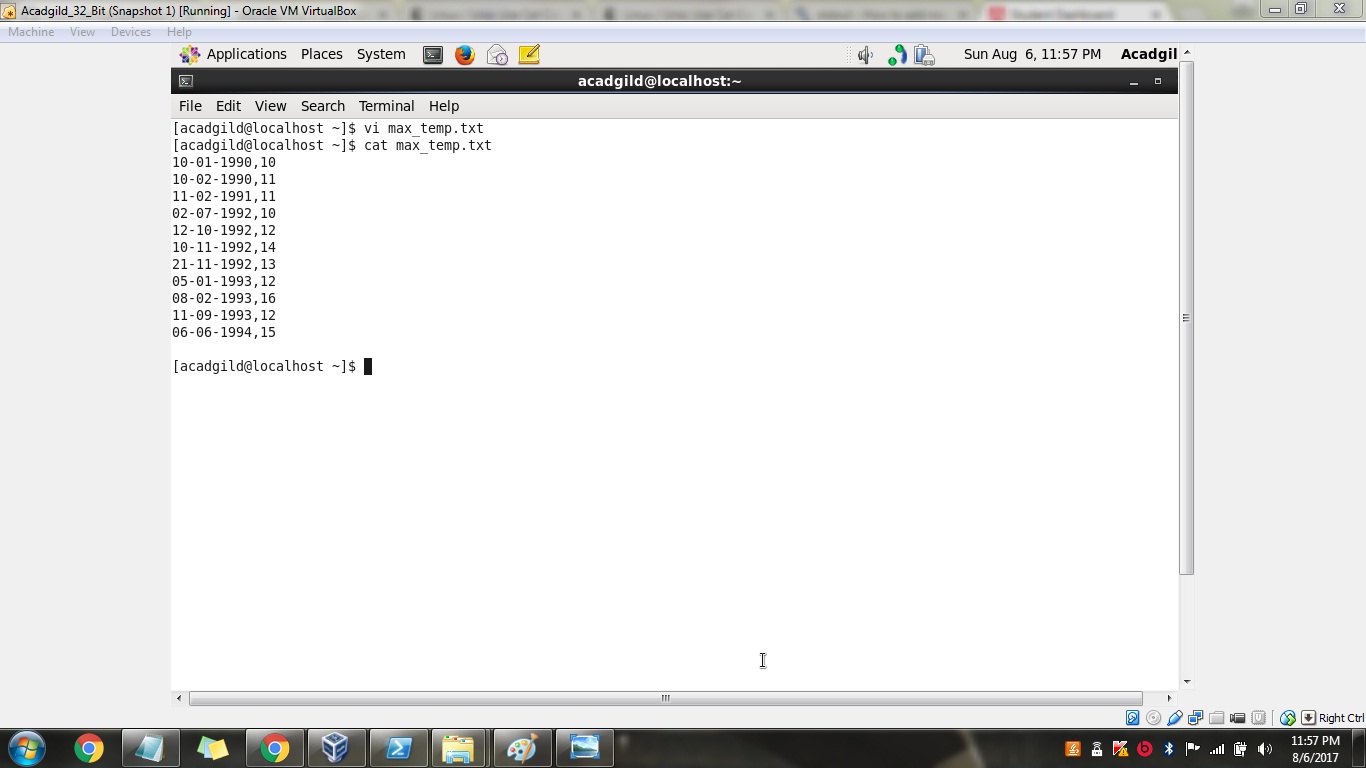 Acadgild_32_Bit (Snapshot 1) [Running] - Oracle VM VirtualBox
Machine View Devices Help
Applications Places System Sun Aug 6, 11:57 PM Acadgil
acadgild@localhost:~
File Edit View Search Terminal Help
[acadgild@localhost ~]$ vi max_temp.txt
[acadgild@localhost ~]$ cat max_temp.txt
10-01-1990,10
10-02-1990,11
11-02-1991,11
02-07-1992,10
12-10-1992,12
10-11-1992,14
21-11-1992,13
05-01-1993,12
08-02-1993,16
11-09-1993,12
06-06-1994,15
[acadgild@localhost ~]$
Right Ctrl
11:57 PM
8/6/2017